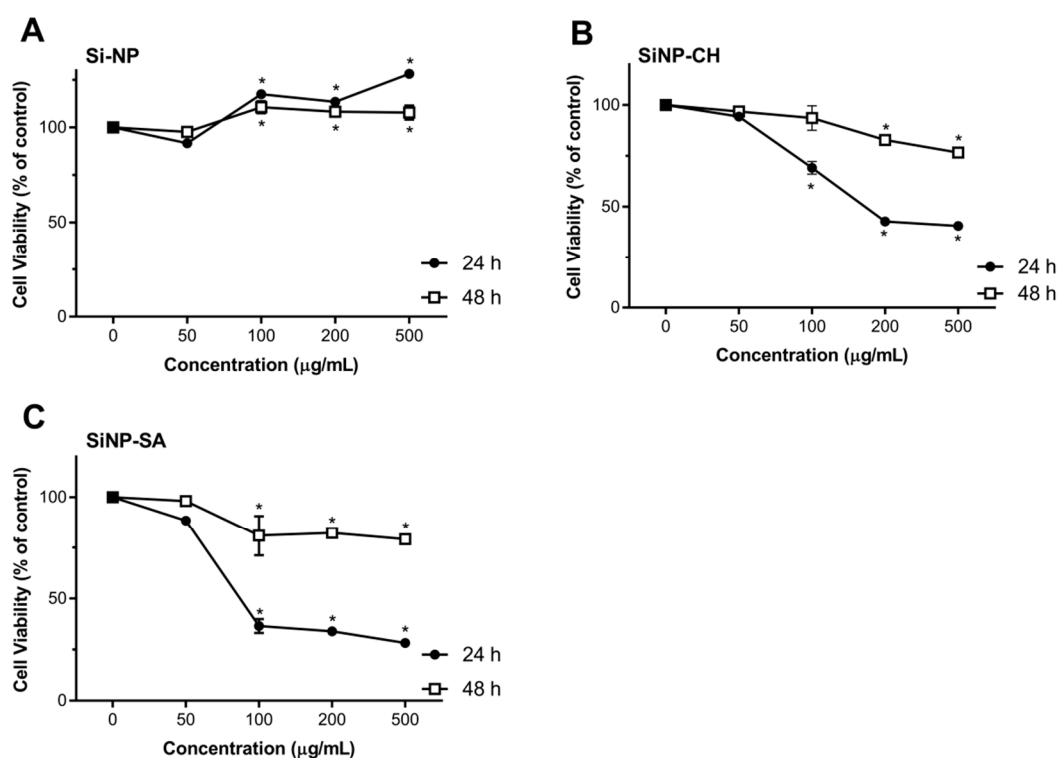 A
Si-NP
Cell Viability (% of control)
100
50
0
* * *
* * *
24 h
48 h
0 50 100 200 500
Concentration (μg/mL)
B
SiNP-CH
Cell Viability (% of control)
100
50
0
* *
* * *
24 h
48 h
0 50 100 200 500
Concentration (μg/mL)
C
SiNP-SA
Cell Viability (% of control)
100
50
0
* * *
* * *
24 h
48 h
0 50 100 200 500
Concentration (μg/mL)